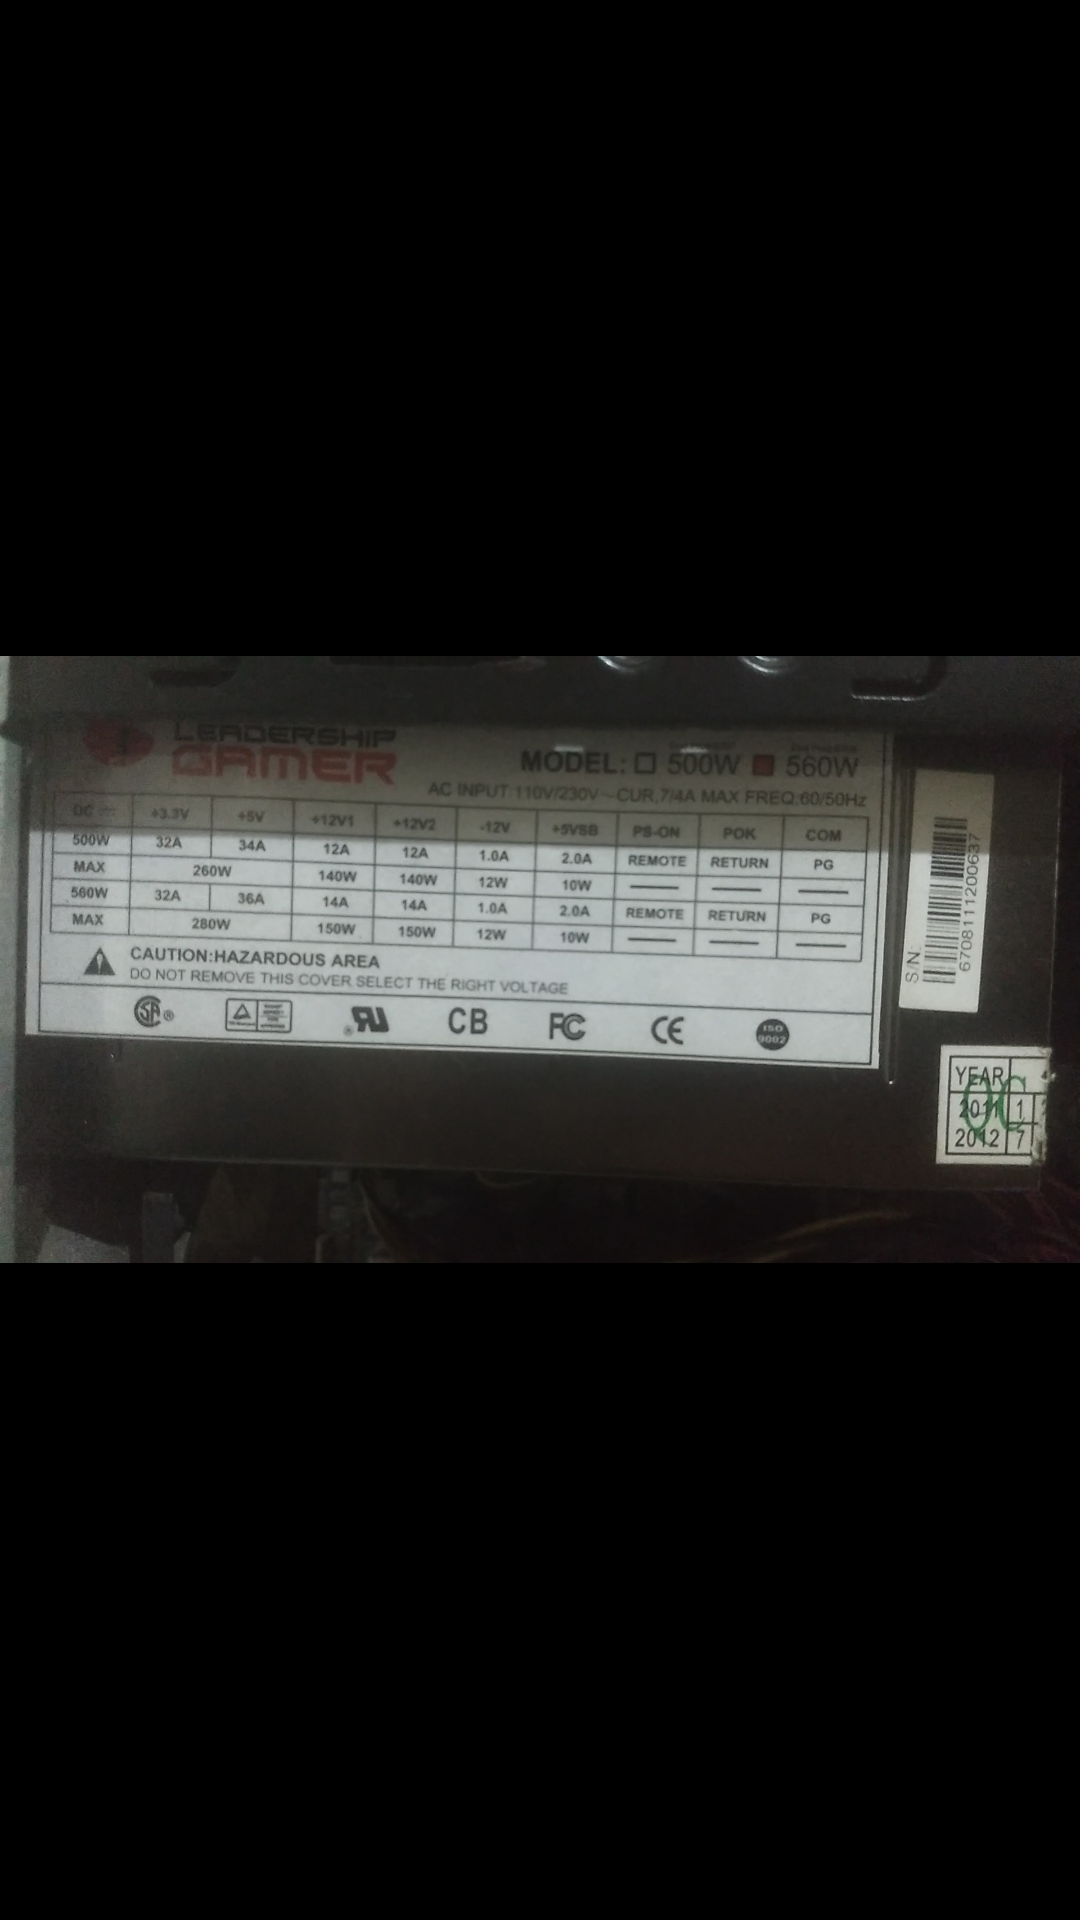 LEADERSHIP
GAMER
MODEL: 500W 560W
AC INPUT:110V/230V~CUR,7/4A MAX FREQ:60/50Hz
DC +3.3V +5V +12V1 +12V2 -12V +5VSB PS-ON POK COM
500W 32A 34A 12A 12A 1.0A 2.0A REMOTE RETURN PG
MAX 260W 140W 140W 12W 10W
560W 32A 36A 14A 14A 1.0A 2.0A REMOTE RETURN PG
MAX 280W 150W 150W 12W 10W
CAUTION:HAZARDOUS AREA
DO NOT REMOVE THIS COVER SELECT THE RIGHT VOLTAGE
CB FC CE ISO
9002
S/N:
6708111200637
YEAR 4
2011 1
2012 7
QC